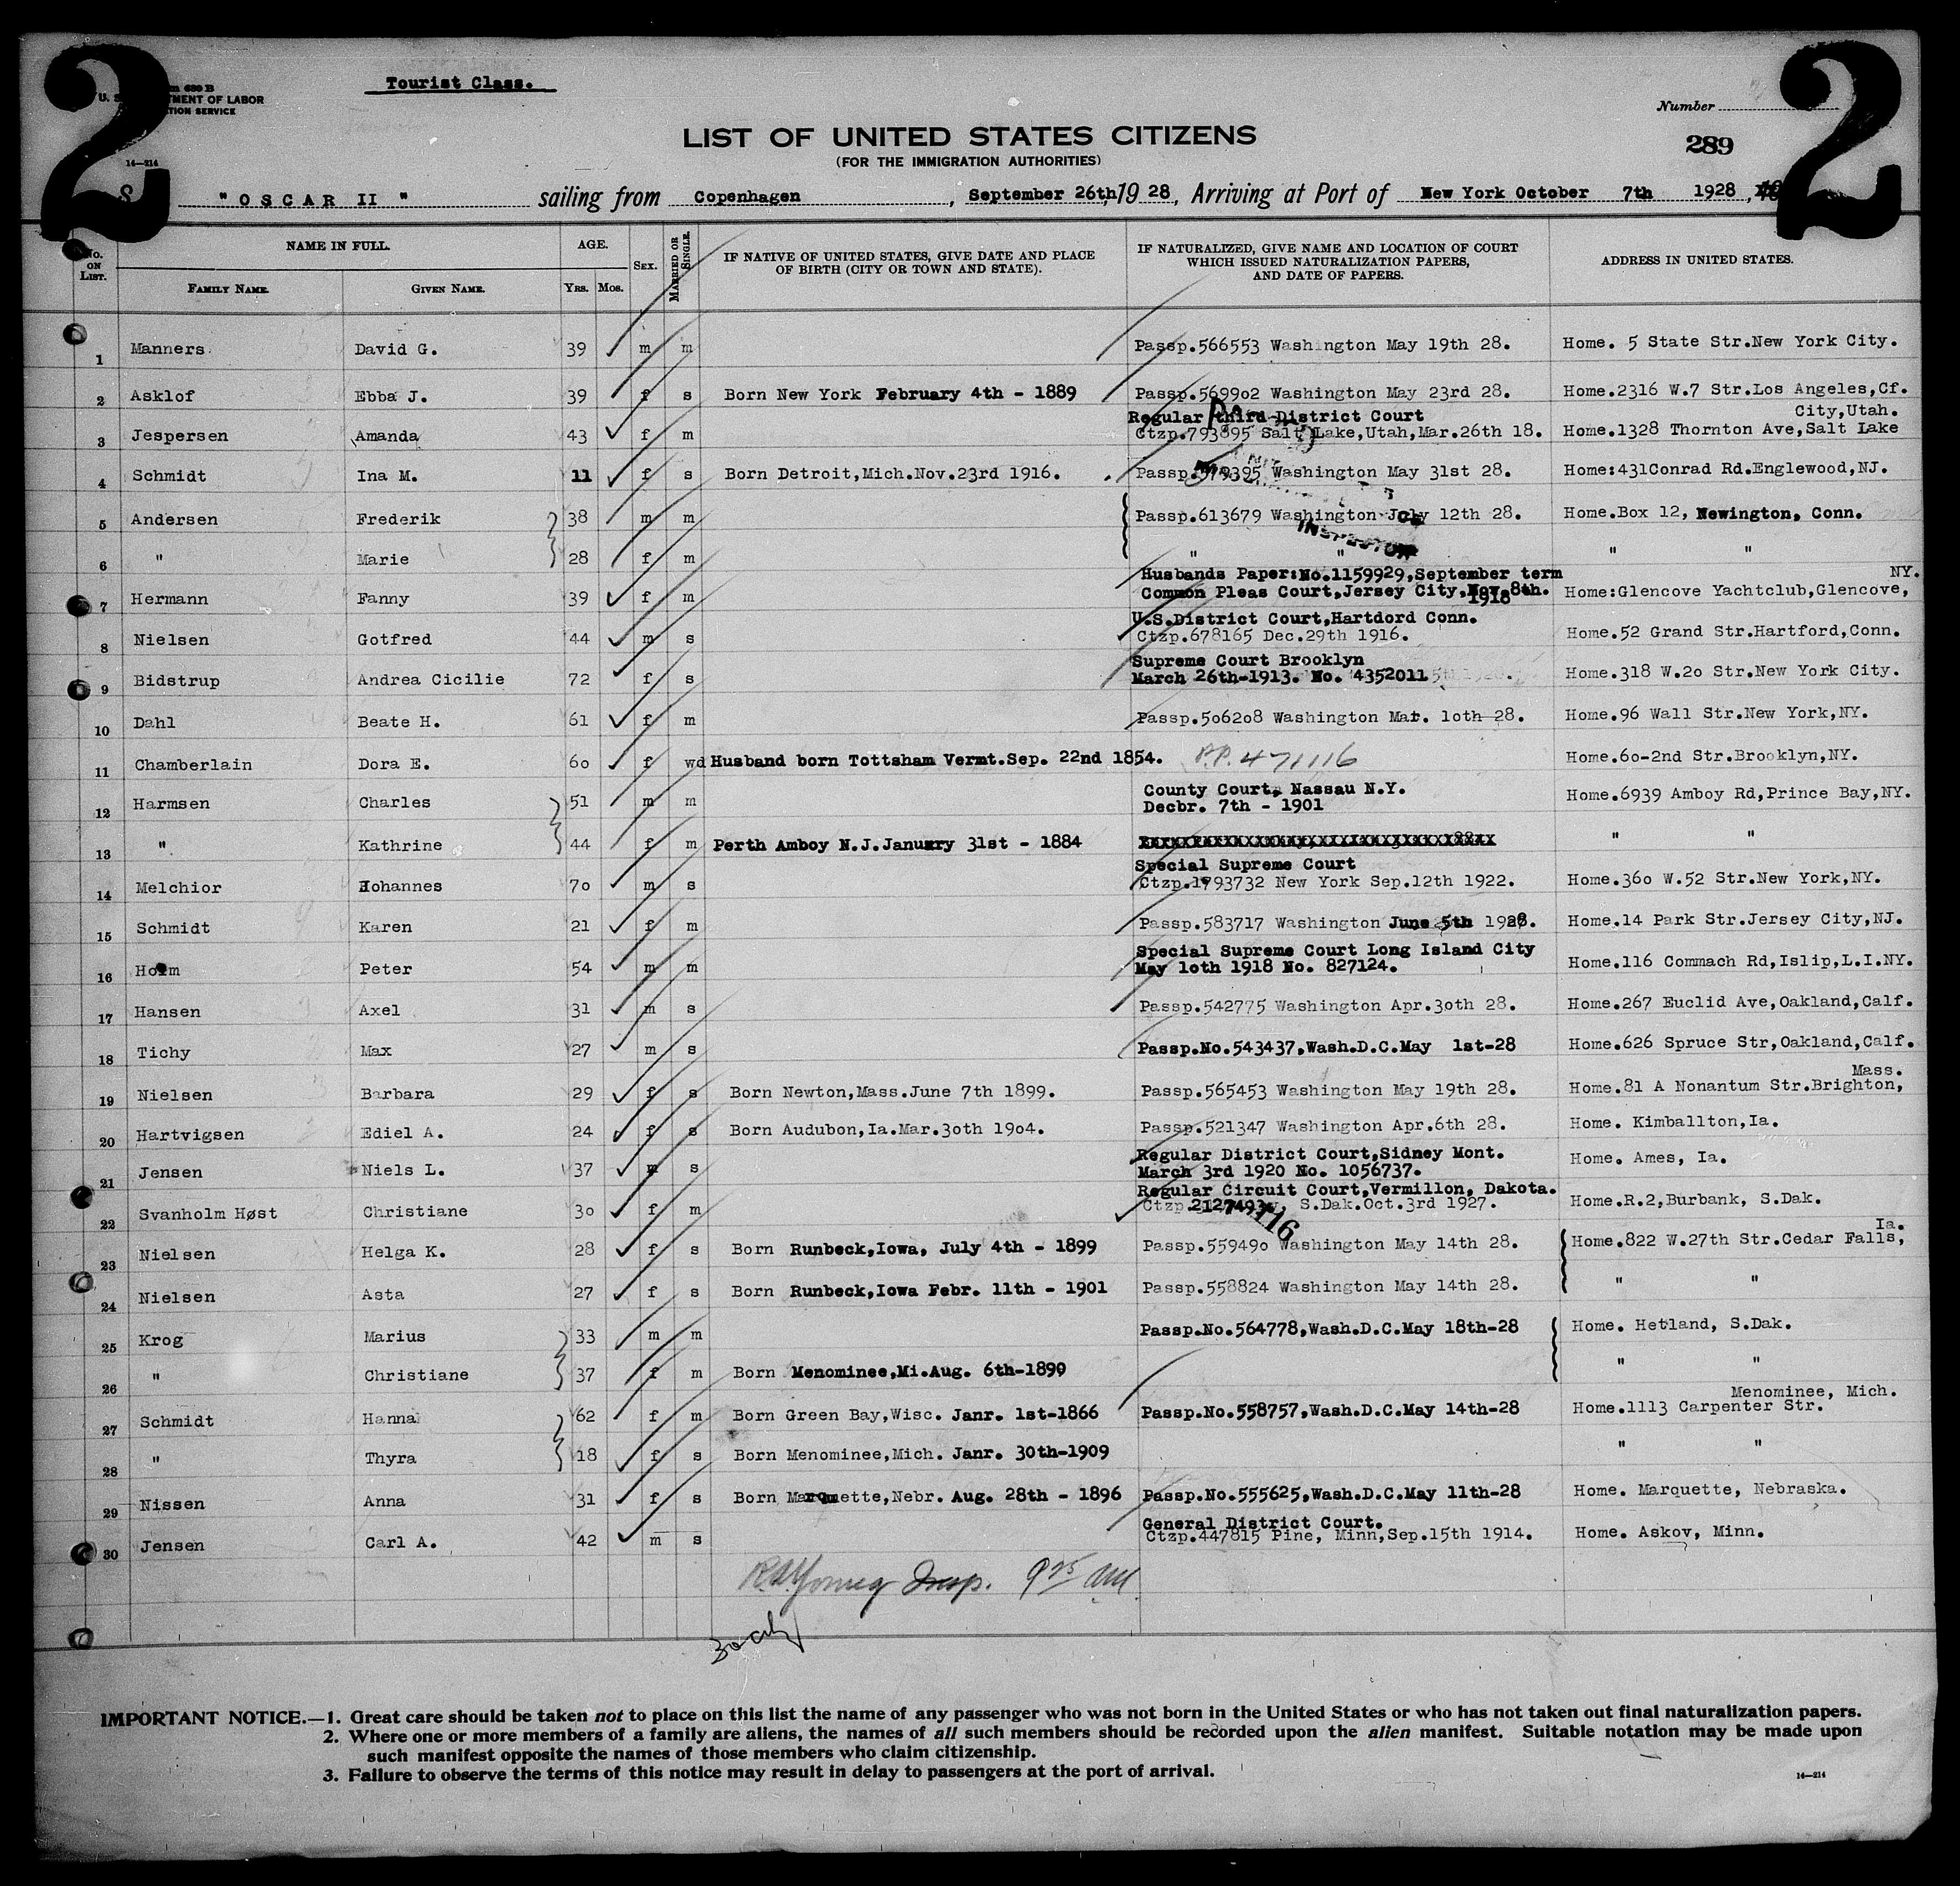 2
2
Tourist Class.
m 689 B
U. S. TMENT OF LABOR
TION SERVICE
Number
LIST OF UNITED STATES CITIZENS
289
(FOR THE IMMIGRATION AUTHORITIES)
14—214
S " OSCAR II " sailing from Copenhagen, September 26th, 19 28, Arriving at Port of New York October 7th 1928
No. ON LIST. NAME IN FULL. FAMILY NAME. GIVEN NAME. AGE. YRS. MOS. SEX. MARRIED OR SINGLE. IF NATIVE OF UNITED STATES, GIVE DATE AND PLACE OF BIRTH (CITY OR TOWN AND STATE). IF NATURALIZED, GIVE NAME AND LOCATION OF COURT WHICH ISSUED NATURALIZATION PAPERS, AND DATE OF PAPERS. ADDRESS IN UNITED STATES.
1 Manners David G. 39 m m Passp.566553 Washington May 19th 28. Home. 5 State Str.New York City.
2 Asklof Ebba J. 39 f s Born New York February 4th - 1889 Passp.569902 Washington May 23rd 28. Home.2316 W.7 Str.Los Angeles,Cf.
Regular third District Court City,Utah.
3 Jespersen Amanda 43 f m Ctzp.793895 Salt Lake,Utah,Mar.26th 18. Home.1328 Thornton Ave,Salt Lake
4 Schmidt Ina M. 11 f s Born Detroit,Mich.Nov.23rd 1916. Passp.579395 Washington May 31st 28. Home:431Conrad Rd.Englewood,NJ.
5 Andersen Frederik 38 m m Passp.613679 Washington July 12th 28. Home.Box 12, Newington, Conn.
INSPECTOR
6 " Marie 28 f m " " " "
Husbands Paper:No.1159929,September term NY.
7 Hermann Fanny 39 f m Common Pleas Court,Jersey City,Nov.8th. 1918 Home:Glencove Yachtclub,Glencove,
U.S.District Court,Hartdord Conn.
8 Nielsen Gotfred 44 m s Ctzp.678165 Dec.29th 1916. Home.52 Grand Str.Hartford,Conn.
Supreme Court Brooklyn
9 Bidstrup Andrea Cicilie 72 f s March 26th-1913. No. 4352011 Home.318 W.20 Str.New York City.
10 Dahl Beate H. 61 f m Passp.506208 Washington Mar. 10th 28. Home.96 Wall Str.New York,NY.
11 Chamberlain Dora E. 60 f wd Husband born Tottsham Vermt.Sep. 22nd 1854. P.P. 471116 Home.60-2nd Str.Brooklyn,NY.
12 Harmsen Charles 51 m m County Court, Nassau N.Y. Home.6939 Amboy Rd,Prince Bay,NY.
Decbr. 7th - 1901
13 " Kathrine 44 f m Perth Amboy N.J.January 31st - 1884 " "
Special Supreme Court
14 Melchior Johannes 70 m s Ctzp.1793732 New York Sep.12th 1922. Home.360 W.52 Str.New York,NY.
15 Schmidt Karen 21 f m Passp.583717 Washington June 5th 1928. Home.14 Park Str.Jersey City,NJ.
Special Supreme Court Long Island City
16 Holm Peter 54 m m May 10th 1918 No. 827124. Home.116 Commach Rd,Islip,L.I.NY.
17 Hansen Axel 31 m s Passp.542775 Washington Apr.30th 28. Home.267 Euclid Ave,Oakland,Calf.
18 Tichy Max 27 m s Passp.No.543437,Wash.D.C.May 1st-28 Home.626 Spruce Str,Oakland,Calf.
Mass.
19 Nielsen Barbara 29 f s Born Newton,Mass.June 7th 1899. Passp.565453 Washington May 19th 28. Home.81 A Nonantum Str.Brighton,
20 Hartvigsen Ediel A. 24 f s Born Audubon,Ia.Mar.30th 1904. Passp.521347 Washington Apr.6th 28. Home. Kimballton,Ia.
Regular District Court,Sidney Mont.
21 Jensen Niels L. 37 m s March 3rd 1920 No. 1056737. Home. Ames, Ia.
Regular Circuit Court,Vermillon, Dakota.
22 Svanholm Høst Christiane 30 f m Ctzp. S.Dak.Oct.3rd 1927. Home.R.2,Burbank, S.Dak.
Ia.
23 Nielsen Helga K. 28 f s Born Runbeck,Iowa, July 4th - 1899 Passp.559490 Washington May 14th 28. Home.822 W.27th Str.Cedar Falls,
24 Nielsen Asta 27 f s Born Runbeck,Iowa Febr. 11th - 1901 Passp.558824 Washington May 14th 28. " "
25 Krog Marius 33 m m Passp.No.564778,Wash.D.C.May 18th-28 Home. Hetland, S.Dak.
26 " Christiane 37 f m Born Menominee,Mi.Aug. 6th-1890 " "
Menominee, Mich.
27 Schmidt Hanna 62 f m Born Green Bay,Wisc. Janr. 1st-1866 Passp.No.558757,Wash.D.C.May 14th-28 Home.1113 Carpenter Str.
28 " Thyra 18 f s Born Menominee,Mich. Janr. 30th-1909 " "
29 Nissen Anna 31 f s Born Marquette,Nebr. Aug. 28th - 1896 Passp.No.555625,Wash.D.C.May 11th-28 Home. Marquette, Nebraska.
General District Court.
30 Jensen Carl A. 42 m s Ctzp.447815 Pine, Minn,Sep.15th 1914. Home. Askov, Minn.
Young Insp. 9 25 AM
IMPORTANT NOTICE.—1. Great care should be taken not to place on this list the name of any passenger who was not born in the United States or who has not taken out final naturalization papers.
2. Where one or more members of a family are aliens, the names of all such members should be recorded upon the alien manifest. Suitable notation may be made upon
such manifest opposite the names of those members who claim citizenship.
3. Failure to observe the terms of this notice may result in delay to passengers at the port of arrival.
14—214